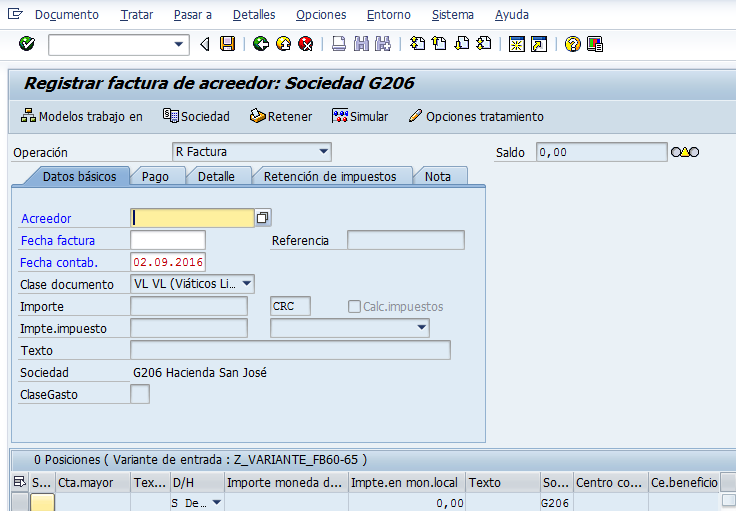 Documento Tratar Pasar a Detalles Opciones Entorno Sistema Ayuda
Registrar factura de acreedor: Sociedad G206
Modelos trabajo en Sociedad Retener Simular Opciones tratamiento
Operación R Factura Saldo 0,00
Datos básicos Pago Detalle Retención de impuestos Nota
Acreedor
Fecha factura Referencia
Fecha contab. 02.09.2016
Clase documento VL VL (Viáticos Li...
Importe CRC Calc.impuestos
Impte.impuesto
Texto
Sociedad G206 Hacienda San José
ClaseGasto
0 Posiciones ( Variante de entrada : Z_VARIANTE_FB60-65 )
S... Cta.mayor Tex... D/H Importe moneda d... Impte.en mon.local Texto So... Centro co... Ce.beneficio
S De... 0,00 G206